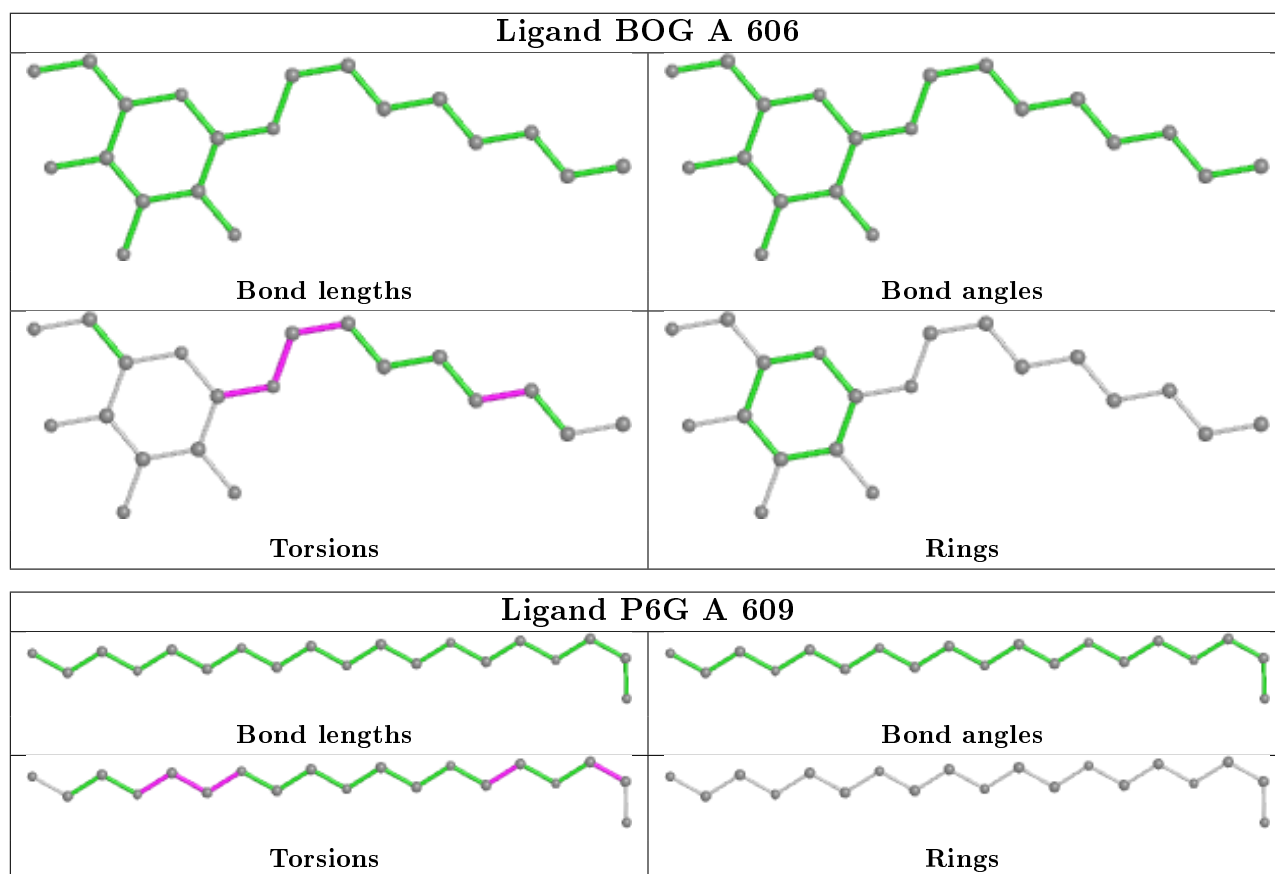 Ligand BOG A 606
Bond lengths
Bond angles
Torsions
Rings
Ligand P6G A 609
Bond lengths
Bond angles
Torsions
Rings